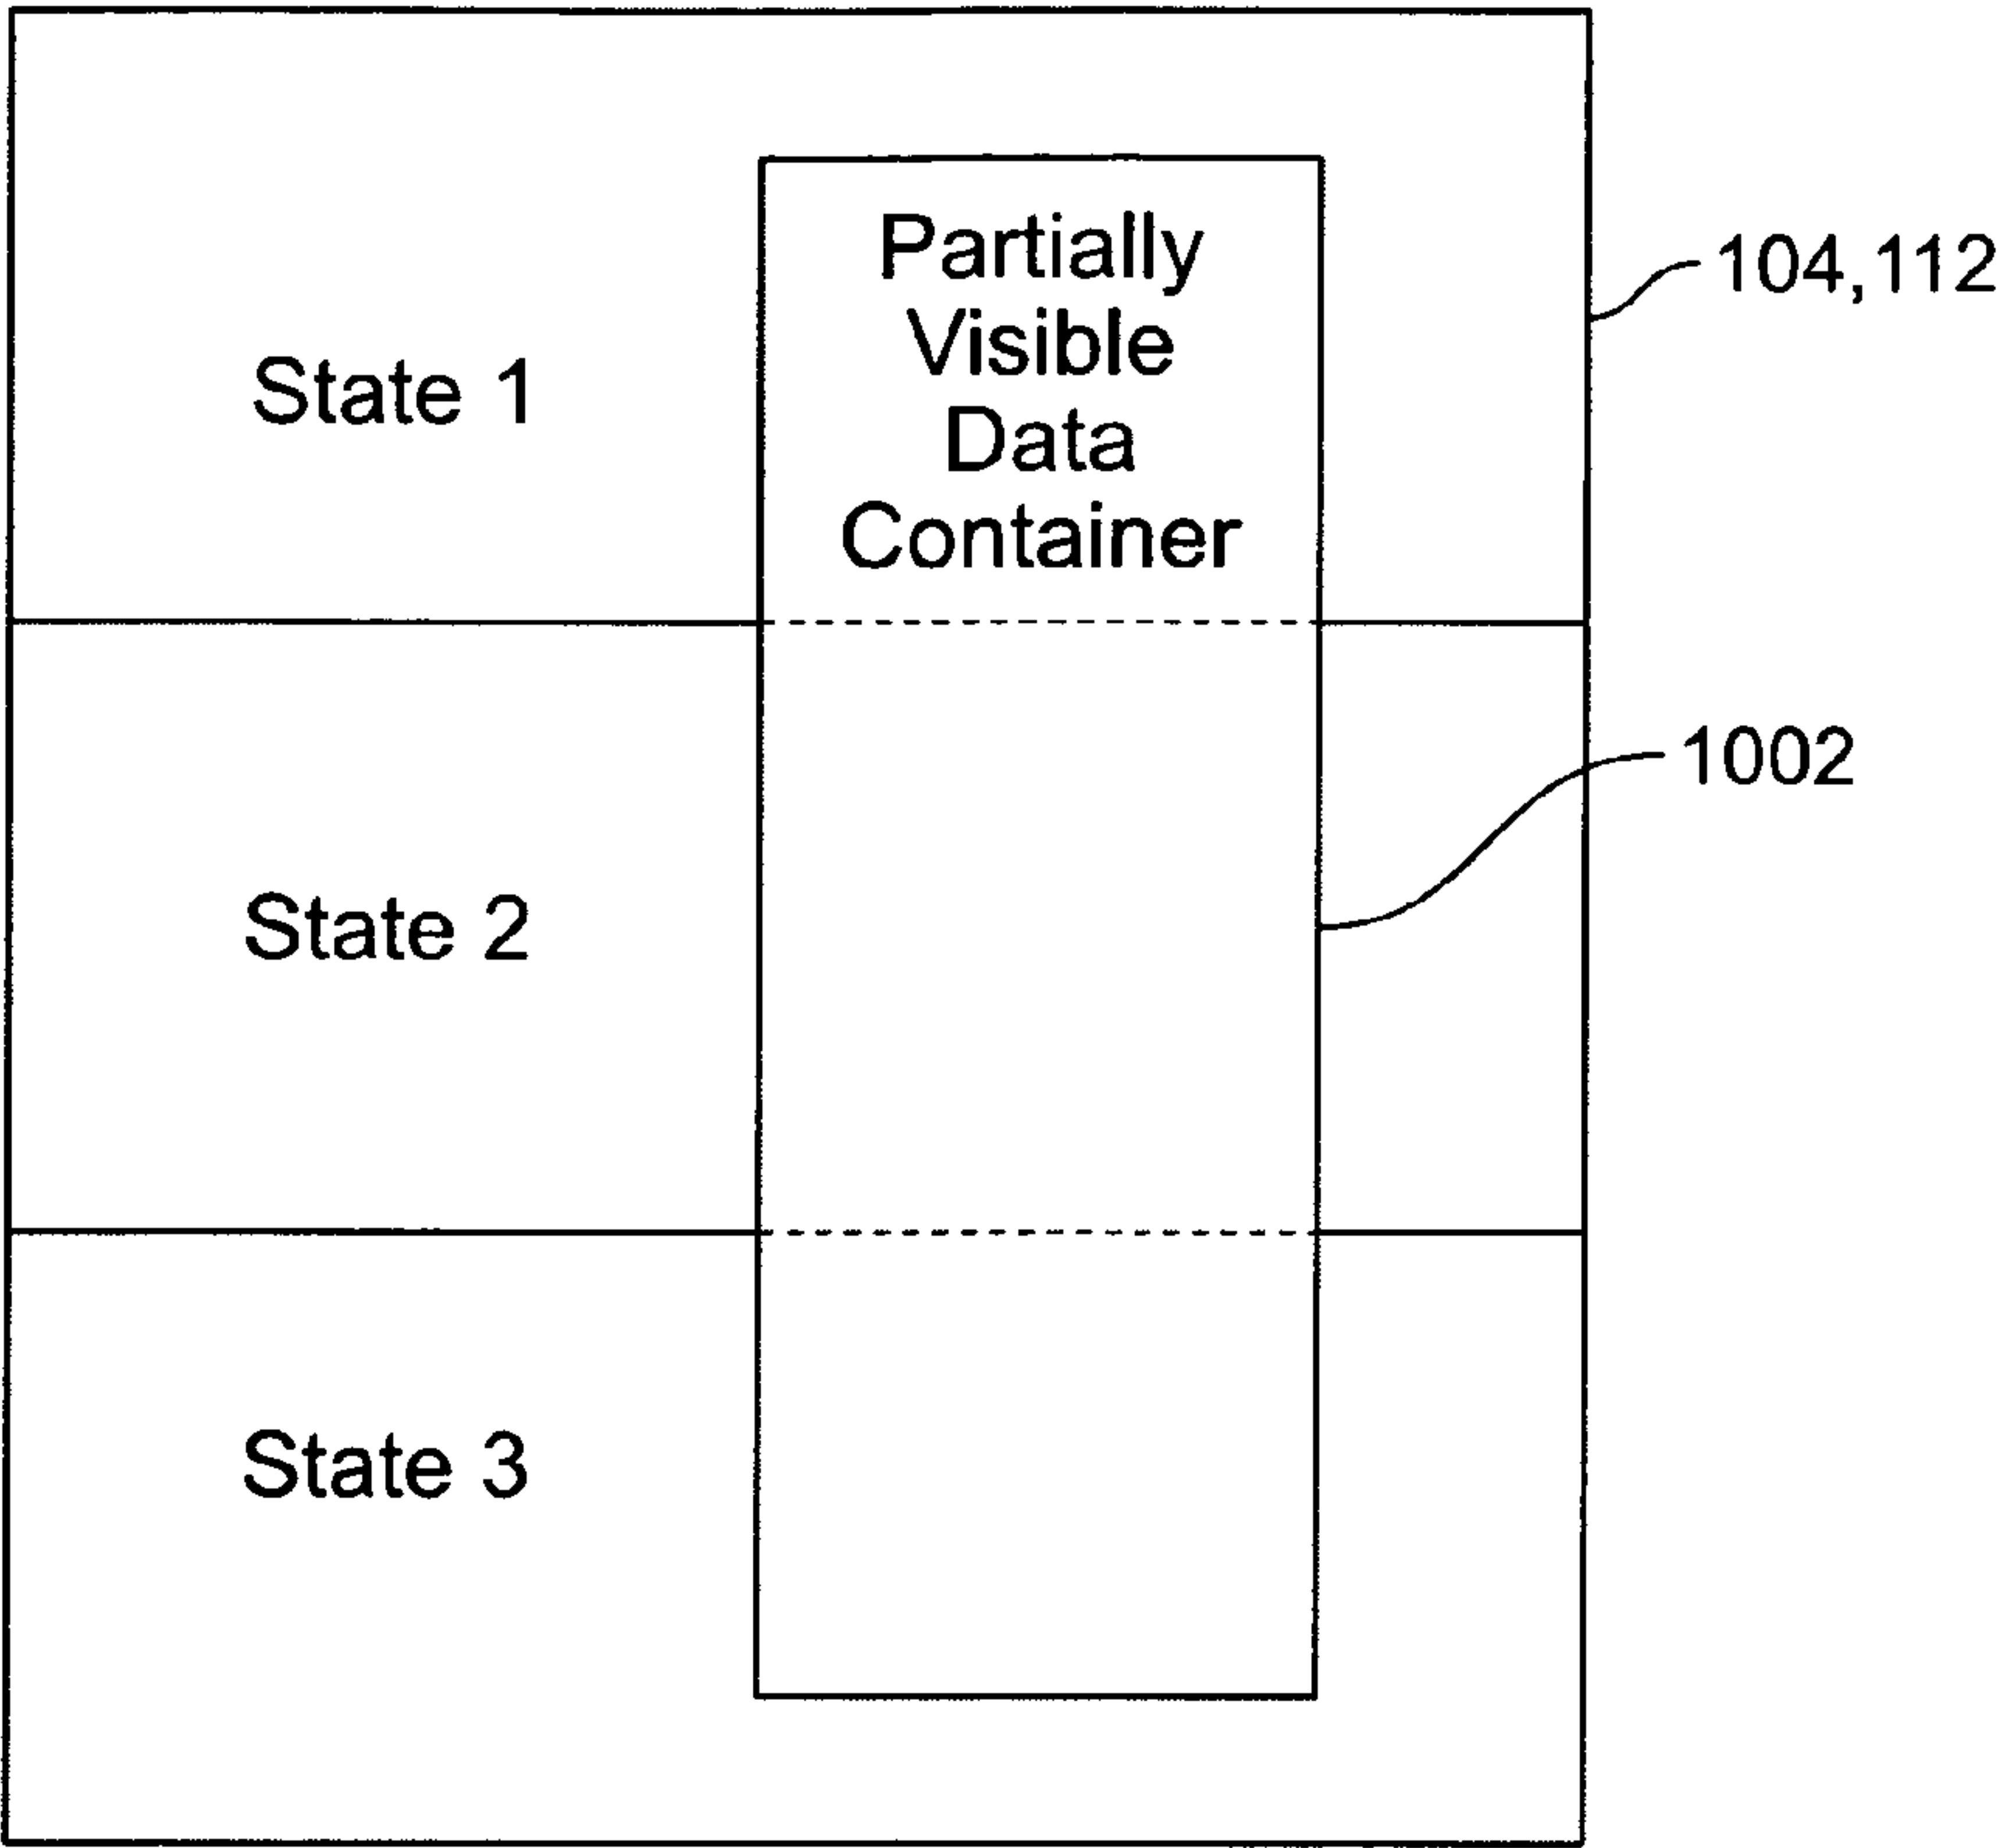 Partially
Visible
Data
Container
104,112
State 1
1002
State 2
State 3